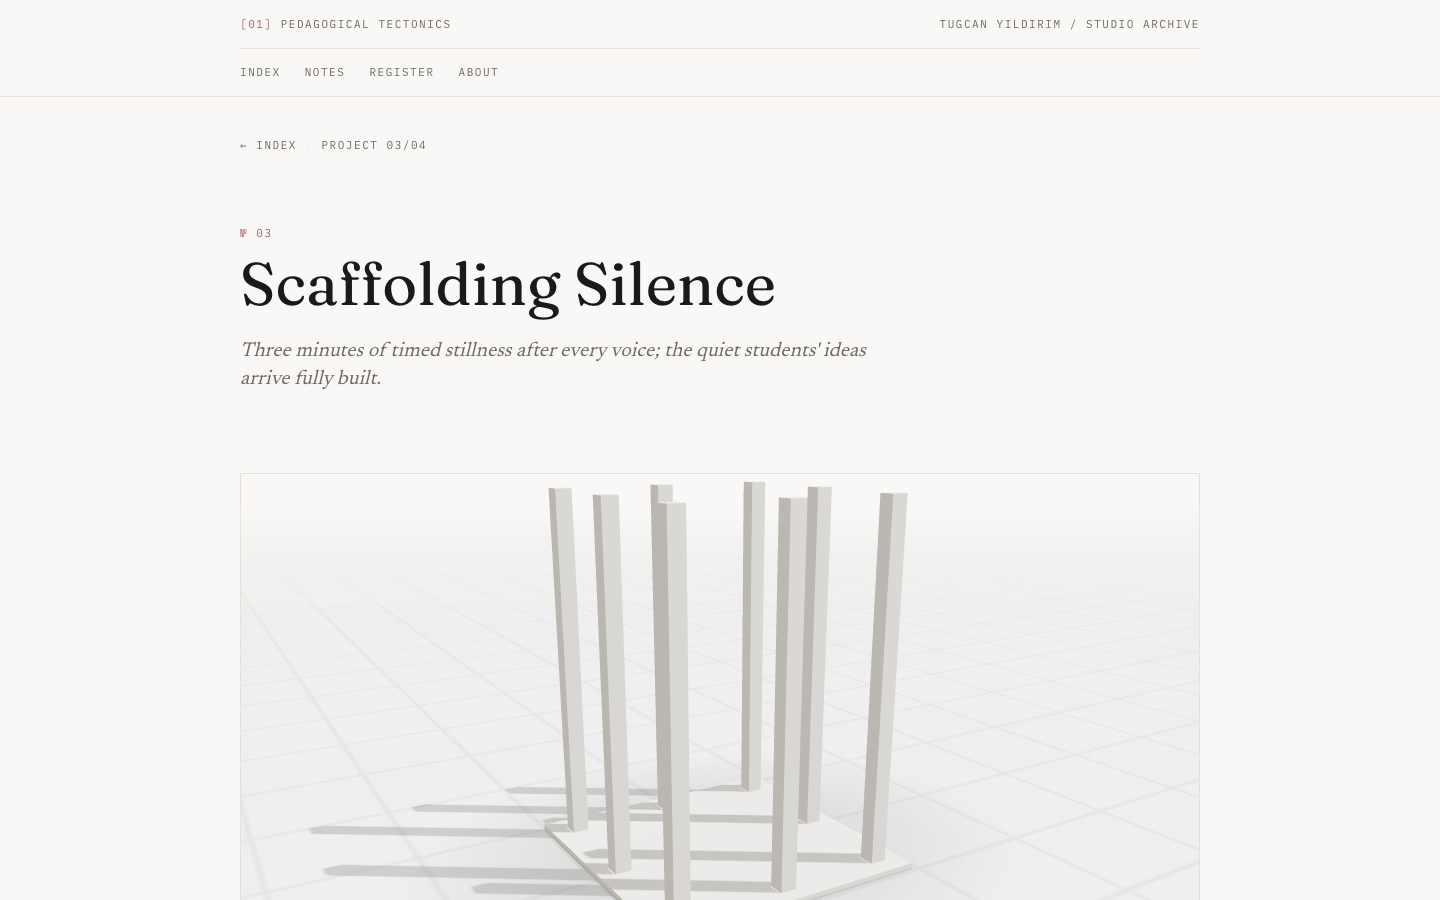 [01] PEDAGOGICAL TECTONICS
TUGCAN YILDIRIM / STUDIO ARCHIVE
INDEX NOTES REGISTER ABOUT
← INDEX · PROJECT 03/04
№ 03
Scaffolding Silence
Three minutes of timed stillness after every voice; the quiet students' ideas
arrive fully built.